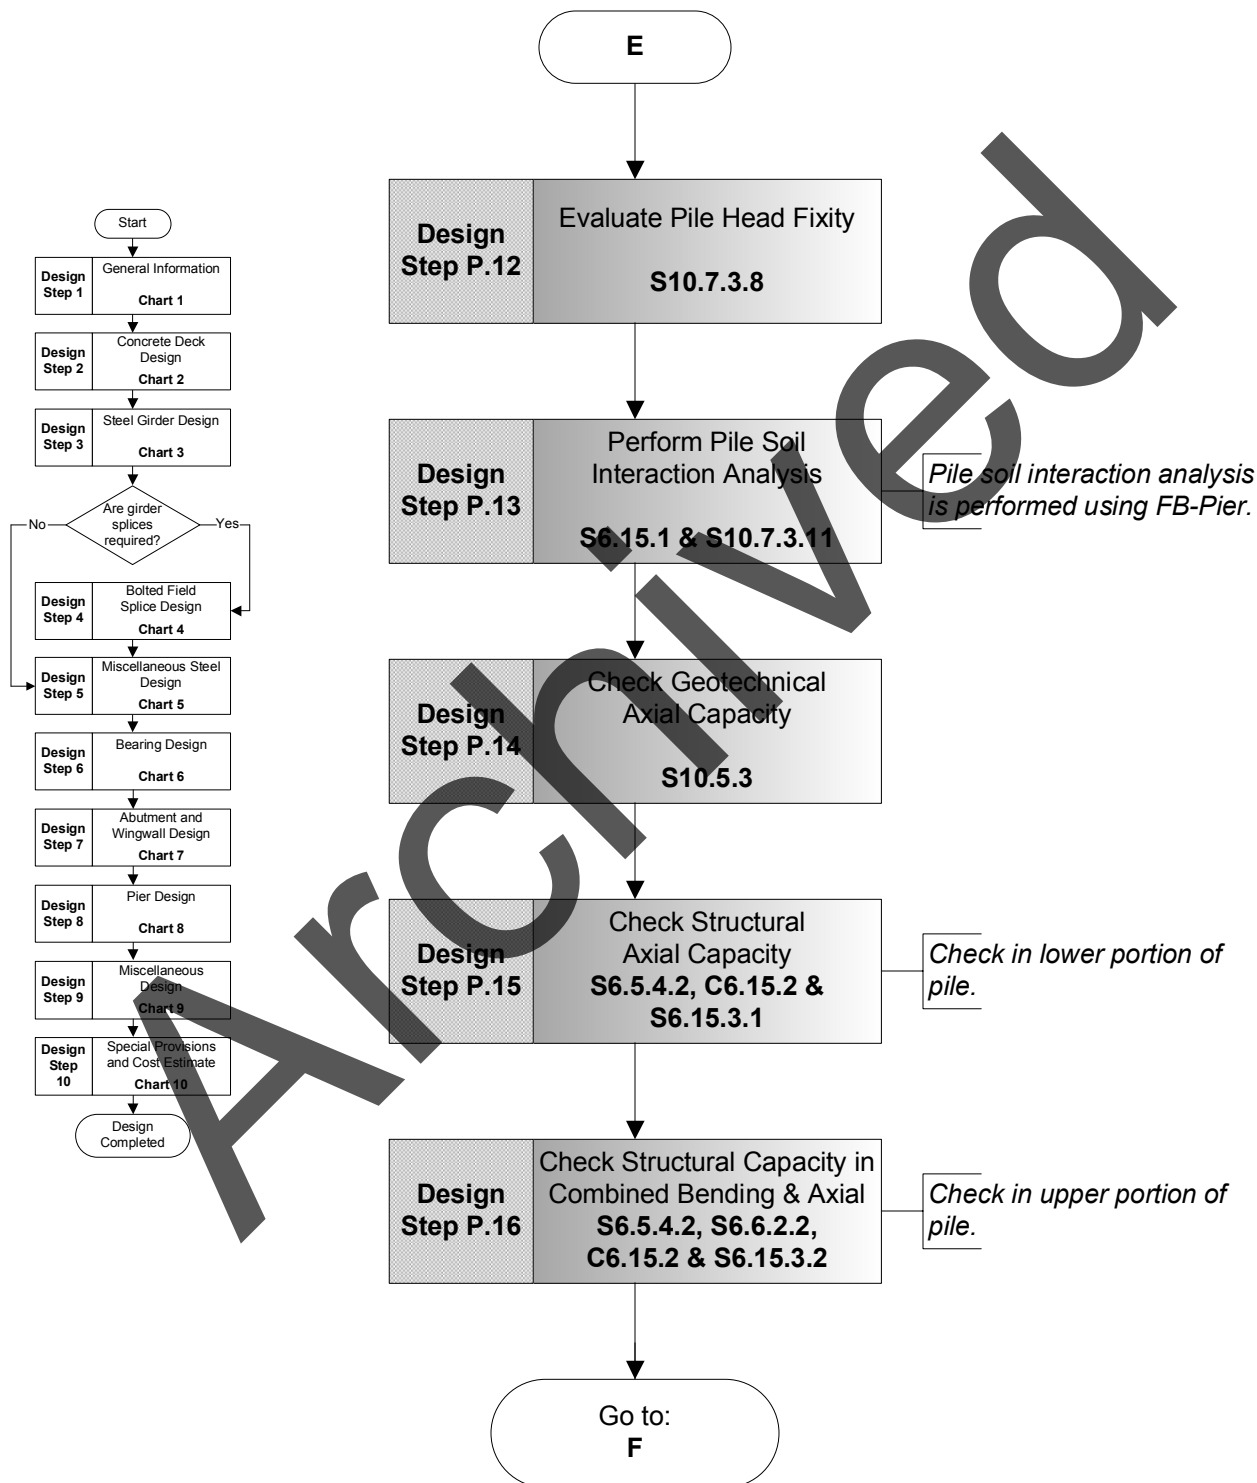 E
Design
Step P.12
Evaluate Pile Head Fixity
S10.7.3.8
Design
Step P.13
Perform Pile Soil
Interaction Analysis
S6.15.1 & S10.7.3.11
Pile soil interaction analysis
is performed using FB-Pier.
Design
Step P.14
Check Geotechnical
Axial Capacity
S10.5.3
Design
Step P.15
Check Structural
Axial Capacity
S6.5.4.2, C6.15.2 &
S6.15.3.1
Check in lower portion of
pile.
Design
Step P.16
Check Structural Capacity in
Combined Bending & Axial
S6.5.4.2, S6.6.2.2,
C6.15.2 & S6.15.3.2
Check in upper portion of
pile.
Go to:
F
Start
Design
Step 1
General Information
Chart 1
Design
Step 2
Concrete Deck
Design
Chart 2
Design
Step 3
Steel Girder Design
Chart 3
Are girder
splices
required?
No
Yes
Design
Step 4
Bolted Field
Splice Design
Chart 4
Design
Step 5
Miscellaneous Steel
Design
Chart 5
Design
Step 6
Bearing Design
Chart 6
Design
Step 7
Abutment and
Wingwall Design
Chart 7
Design
Step 8
Pier Design
Chart 8
Design
Step 9
Miscellaneous
Design
Chart 9
Design
Step
10
Special Provisions
and Cost Estimate
Chart 10
Design
Completed
Archived